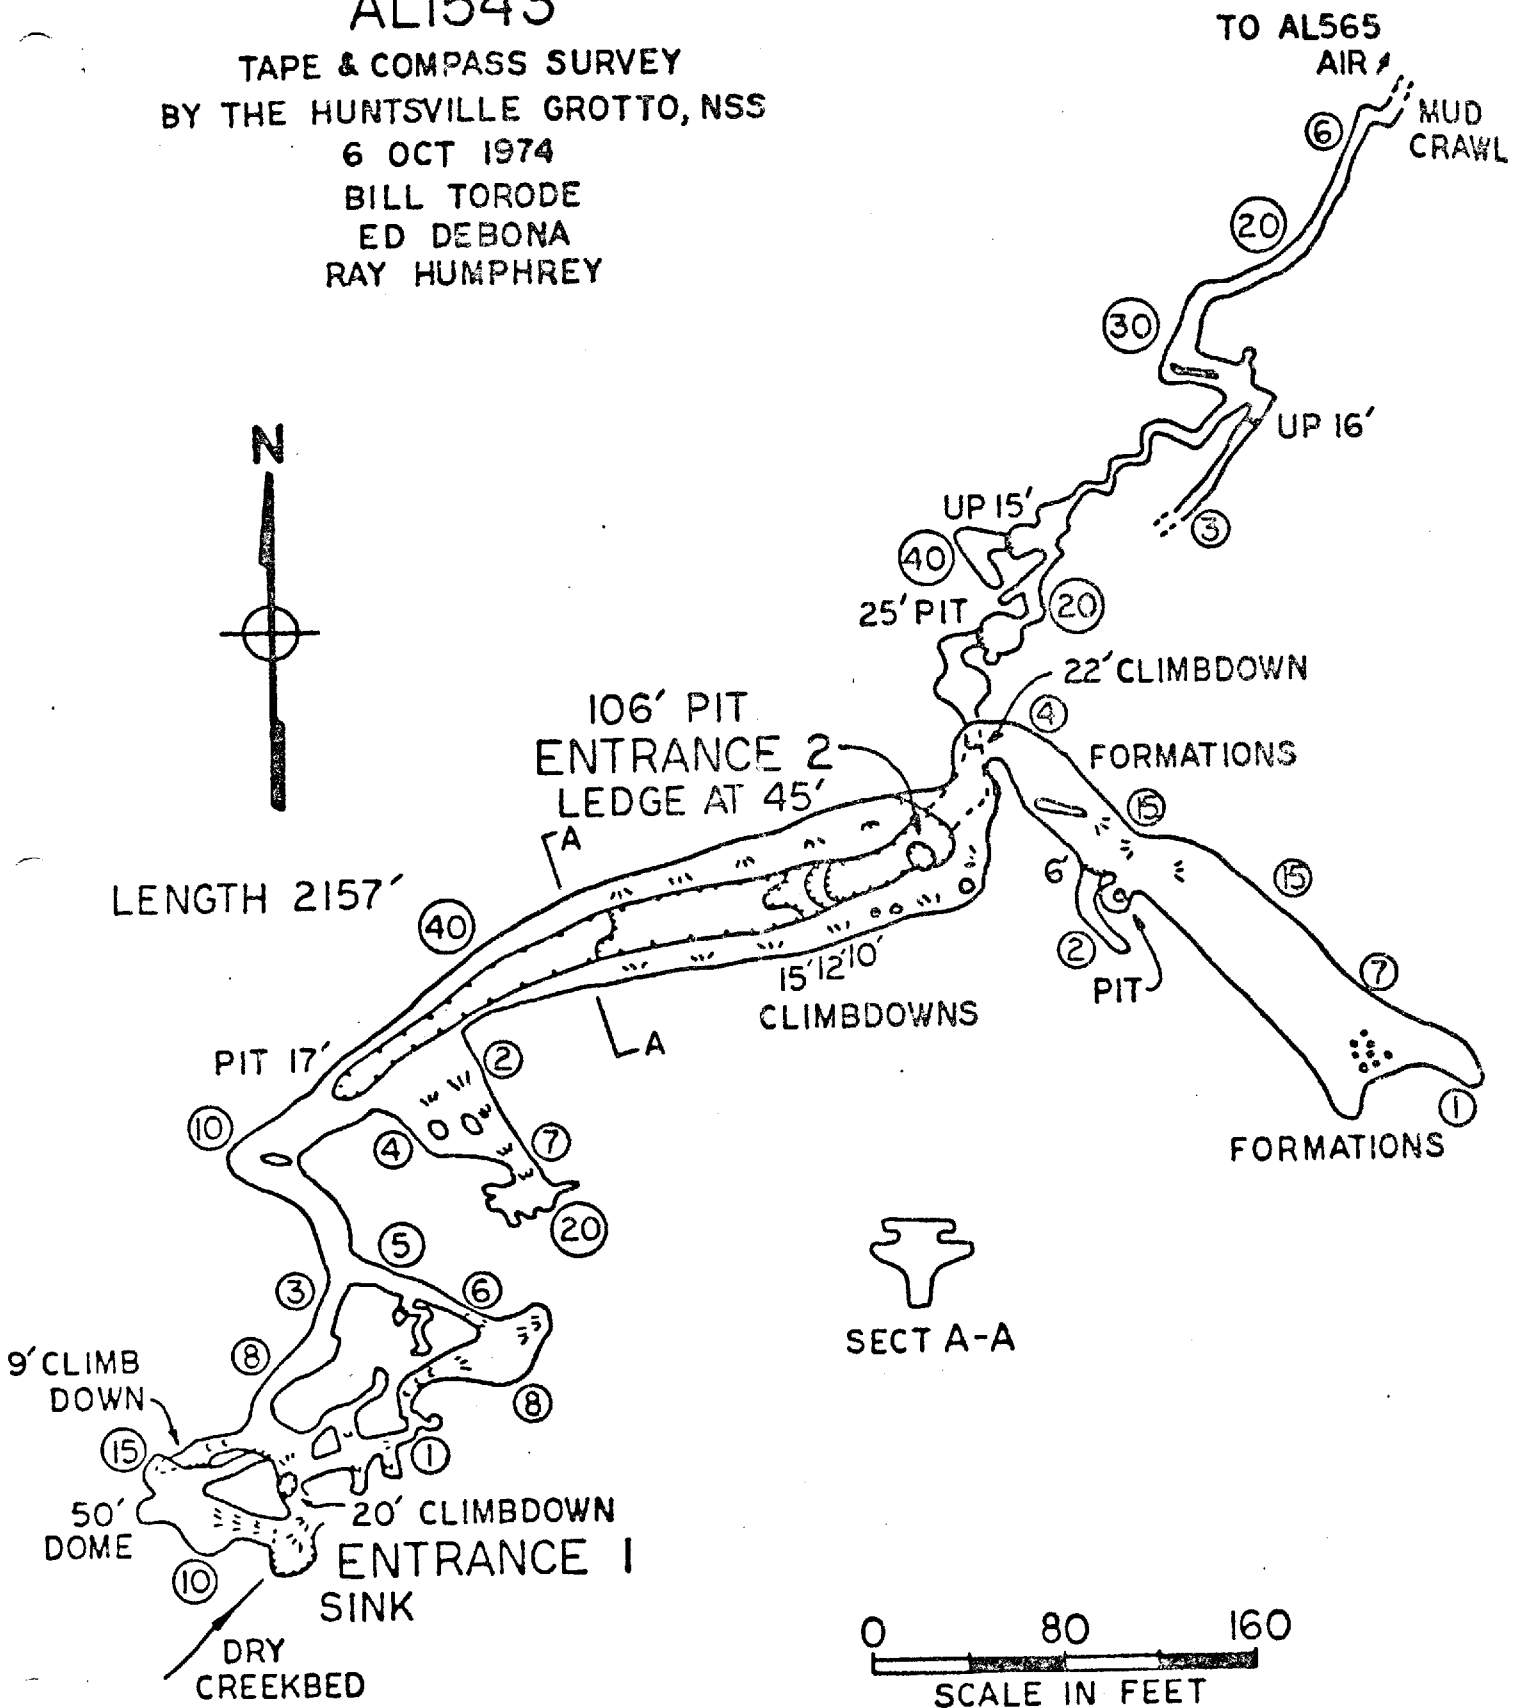 AL1543
TAPE & COMPASS SURVEY
BY THE HUNTSVILLE GROTTO, NSS
6 OCT 1974
BILL TORODE
ED DEBONA
RAY HUMPHREY
TO AL565
AIR
MUD
CRAWL
6
20
30
UP 16'
3
N
UP 15'
40
25' PIT
20
22' CLIMBDOWN
4
FORMATIONS
106' PIT
ENTRANCE 2
LEDGE AT 45'
A
15
15
6
LENGTH 2157'
40
2
PIT
7
15' 12' 10'
CLIMBDOWNS
A
PIT 17'
2
10
4
7
1
FORMATIONS
20
5
3
6
SECT A-A
9' CLIMB
DOWN
8
8
15
1
50'
DOME
20' CLIMBDOWN
ENTRANCE 1
SINK
10
DRY
CREEKBED
0 80 160
SCALE IN FEET